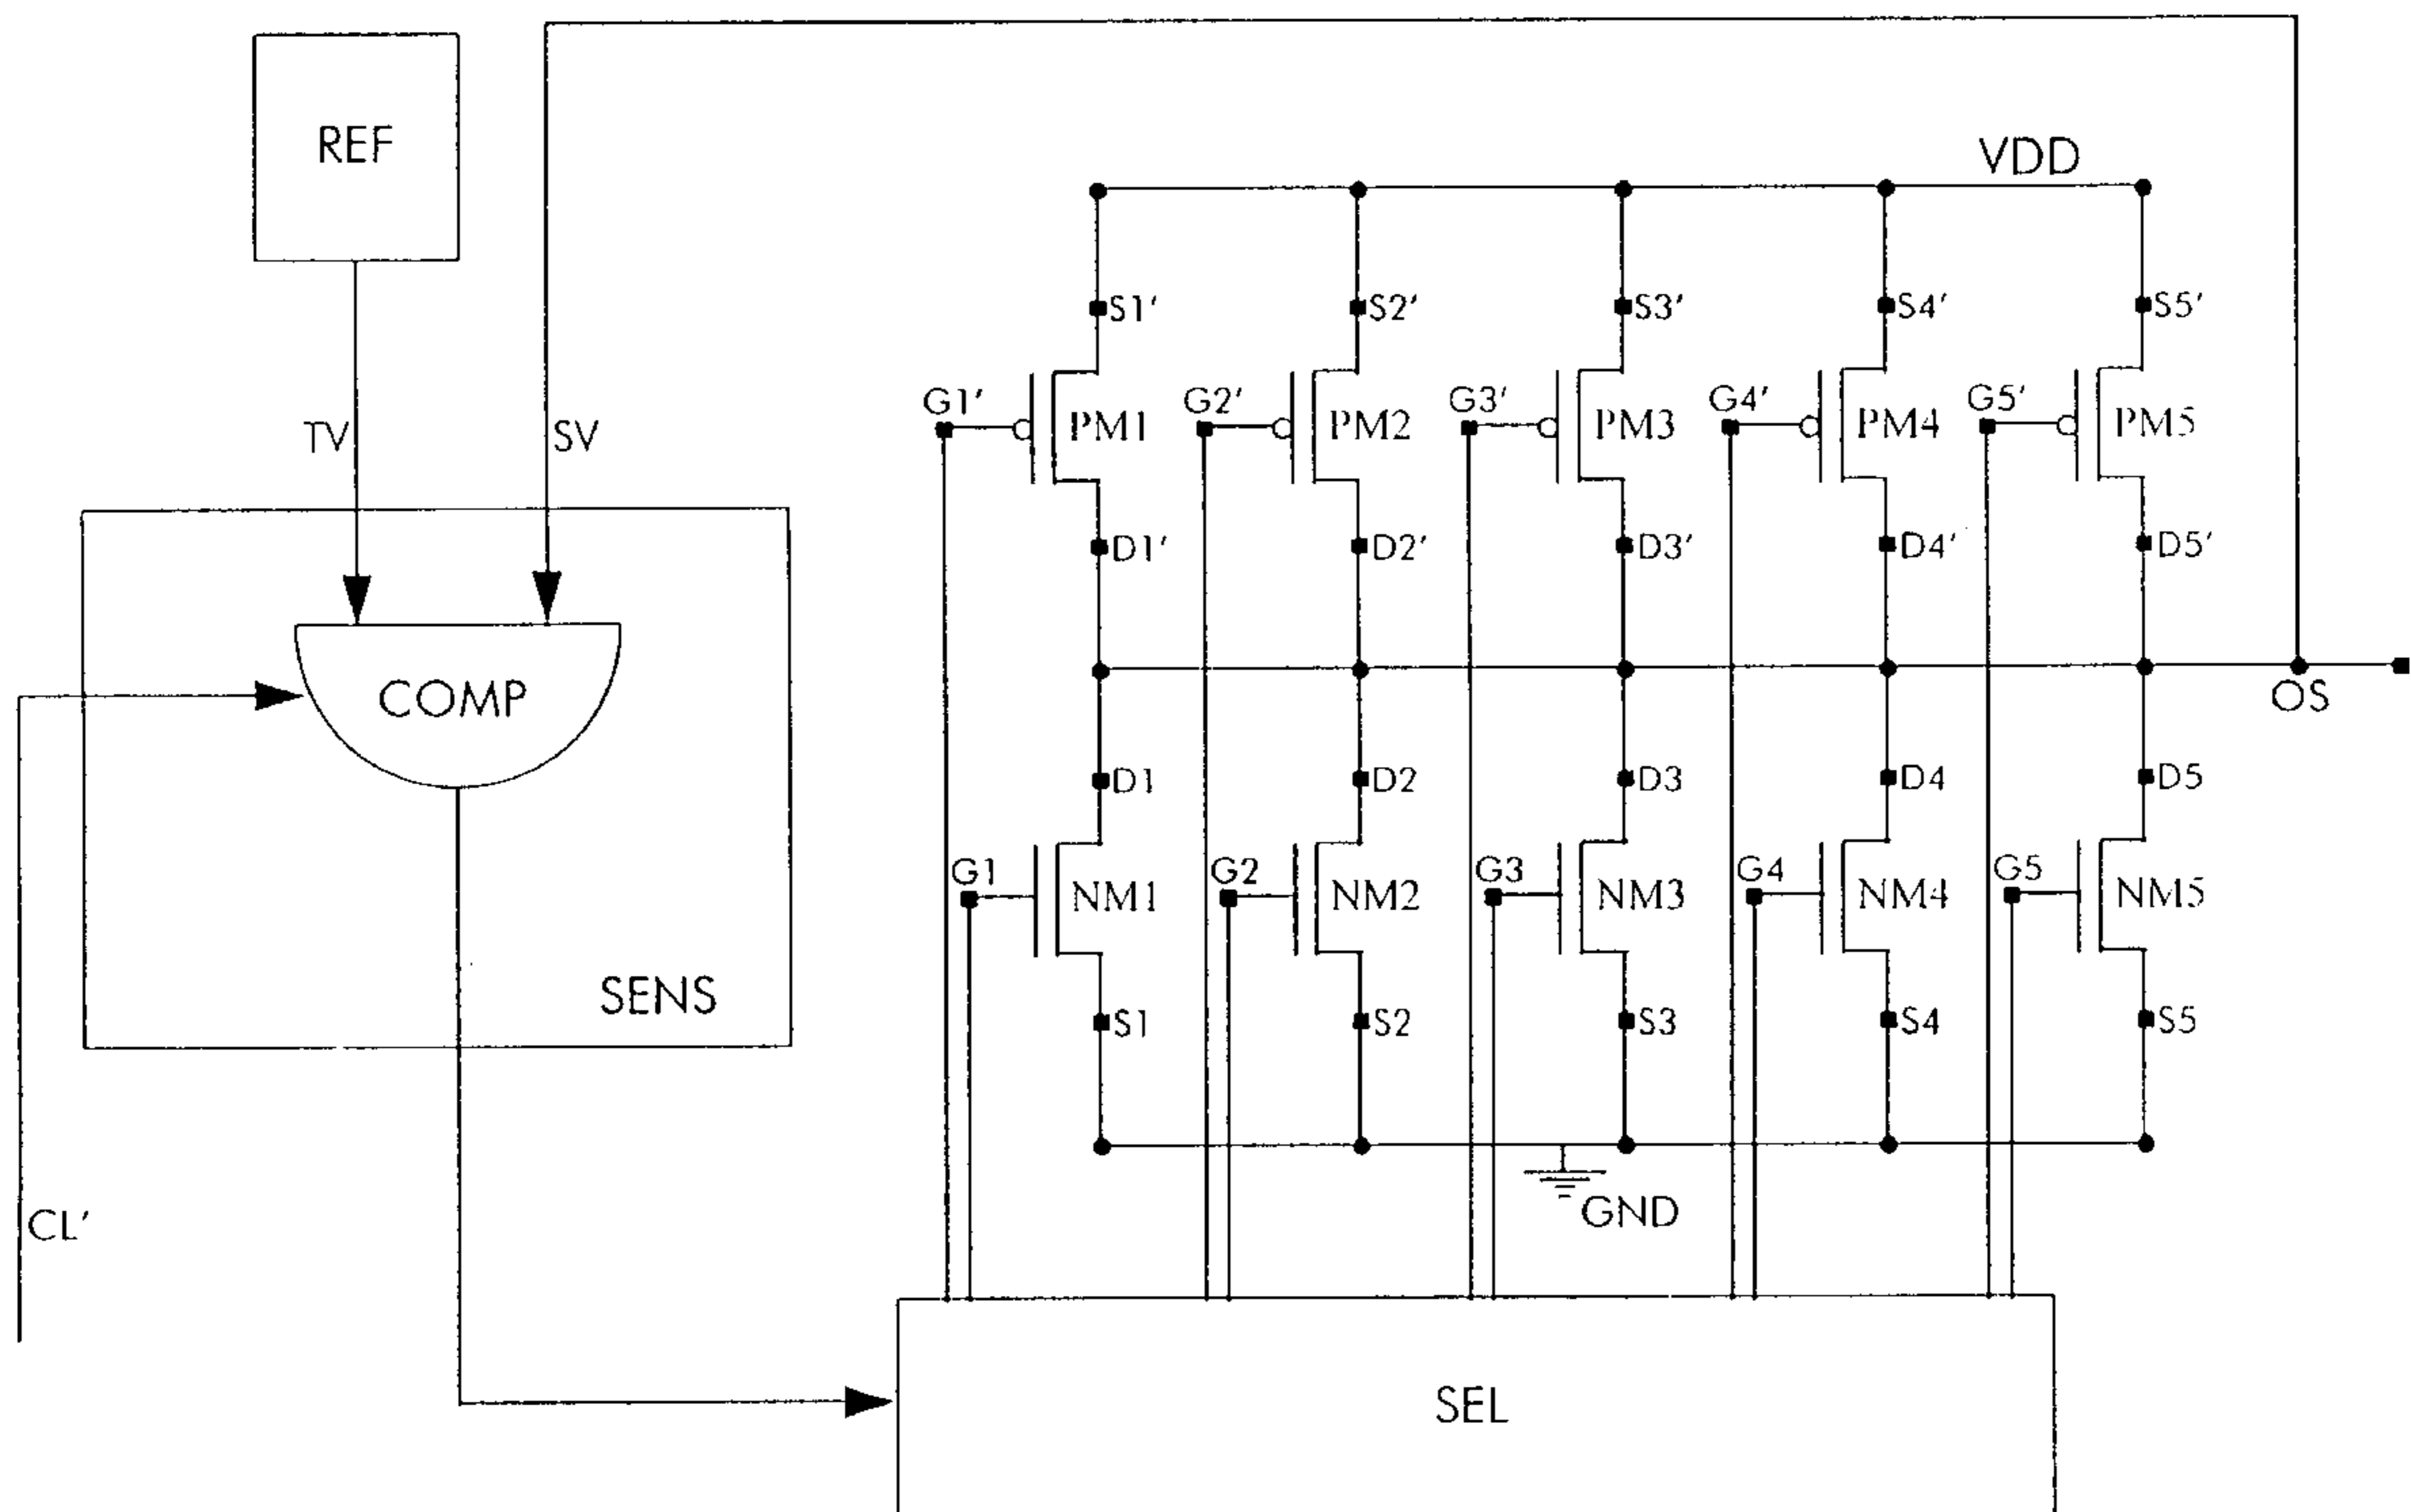 REF
VDD
S1'
S2'
S3'
S4'
S5'
G1'
PM1
G2'
PM2
G3'
PM3
G4'
PM4
G5'
PM5
TV
SV
D1'
D2'
D3'
D4'
D5'
COMP
OS
D1
D2
D3
D4
D5
G1
NM1
G2
NM2
G3
NM3
G4
NM4
G5
NM5
SENS
S1
S2
S3
S4
S5
CL'
GND
SEL